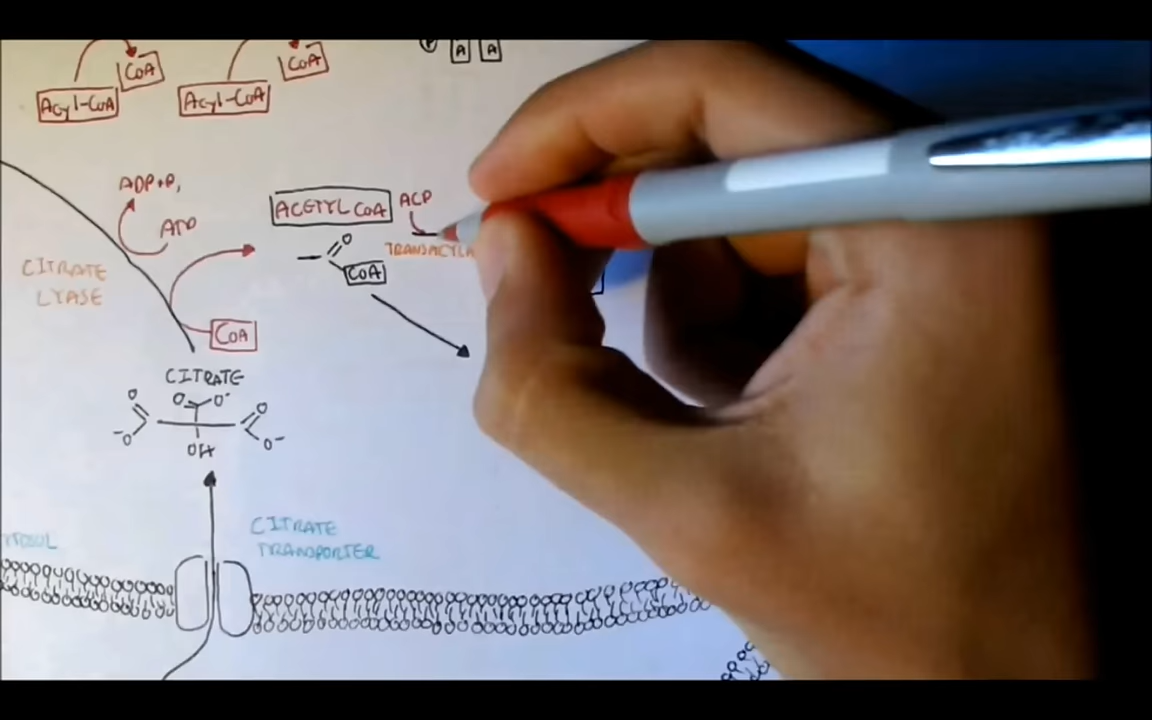 CoA
CoA
Acyl-CoA
Acyl-CoA
A A
ADP+Pi
ATP
ACETYL COA
ACP
O
CoA
CITRATE
LYASE
CoA
CITRATE
O O-
O O
-O O-
OH
CITRATE
TRANSPORTER